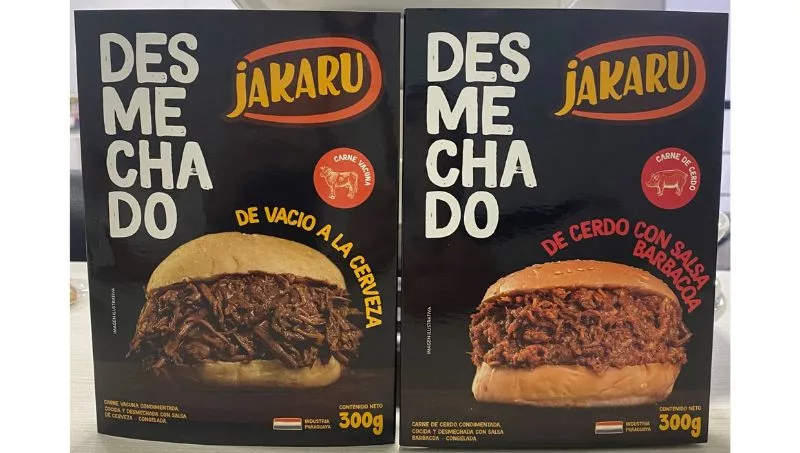 DES
ME
CHA
DO
JAKARU
CARNE VACUNA
DE VACIO A LA CERVEZA
IMAGEN ILUSTRATIVA
CARNE VACUNA CONDIMENTADA,
COCIDA Y DESMECHADA CON SALSA
DE CERVEZA - CONGELADA.
INDUSTRIA
PARAGUAYA
CONTENIDO NETO
300g
DES
ME
CHA
DO
JAKARU
CARNE DE CERDO
DE CERDO CON SALSA
BARBACOA
IMAGEN ILUSTRATIVA
CARNE DE CERDO CONDIMENTADA,
COCIDA Y DESMECHADA CON SALSA
BARBACOA - CONGELADA
INDUSTRIA
PARAGUAYA
CONTENIDO NETO
300g